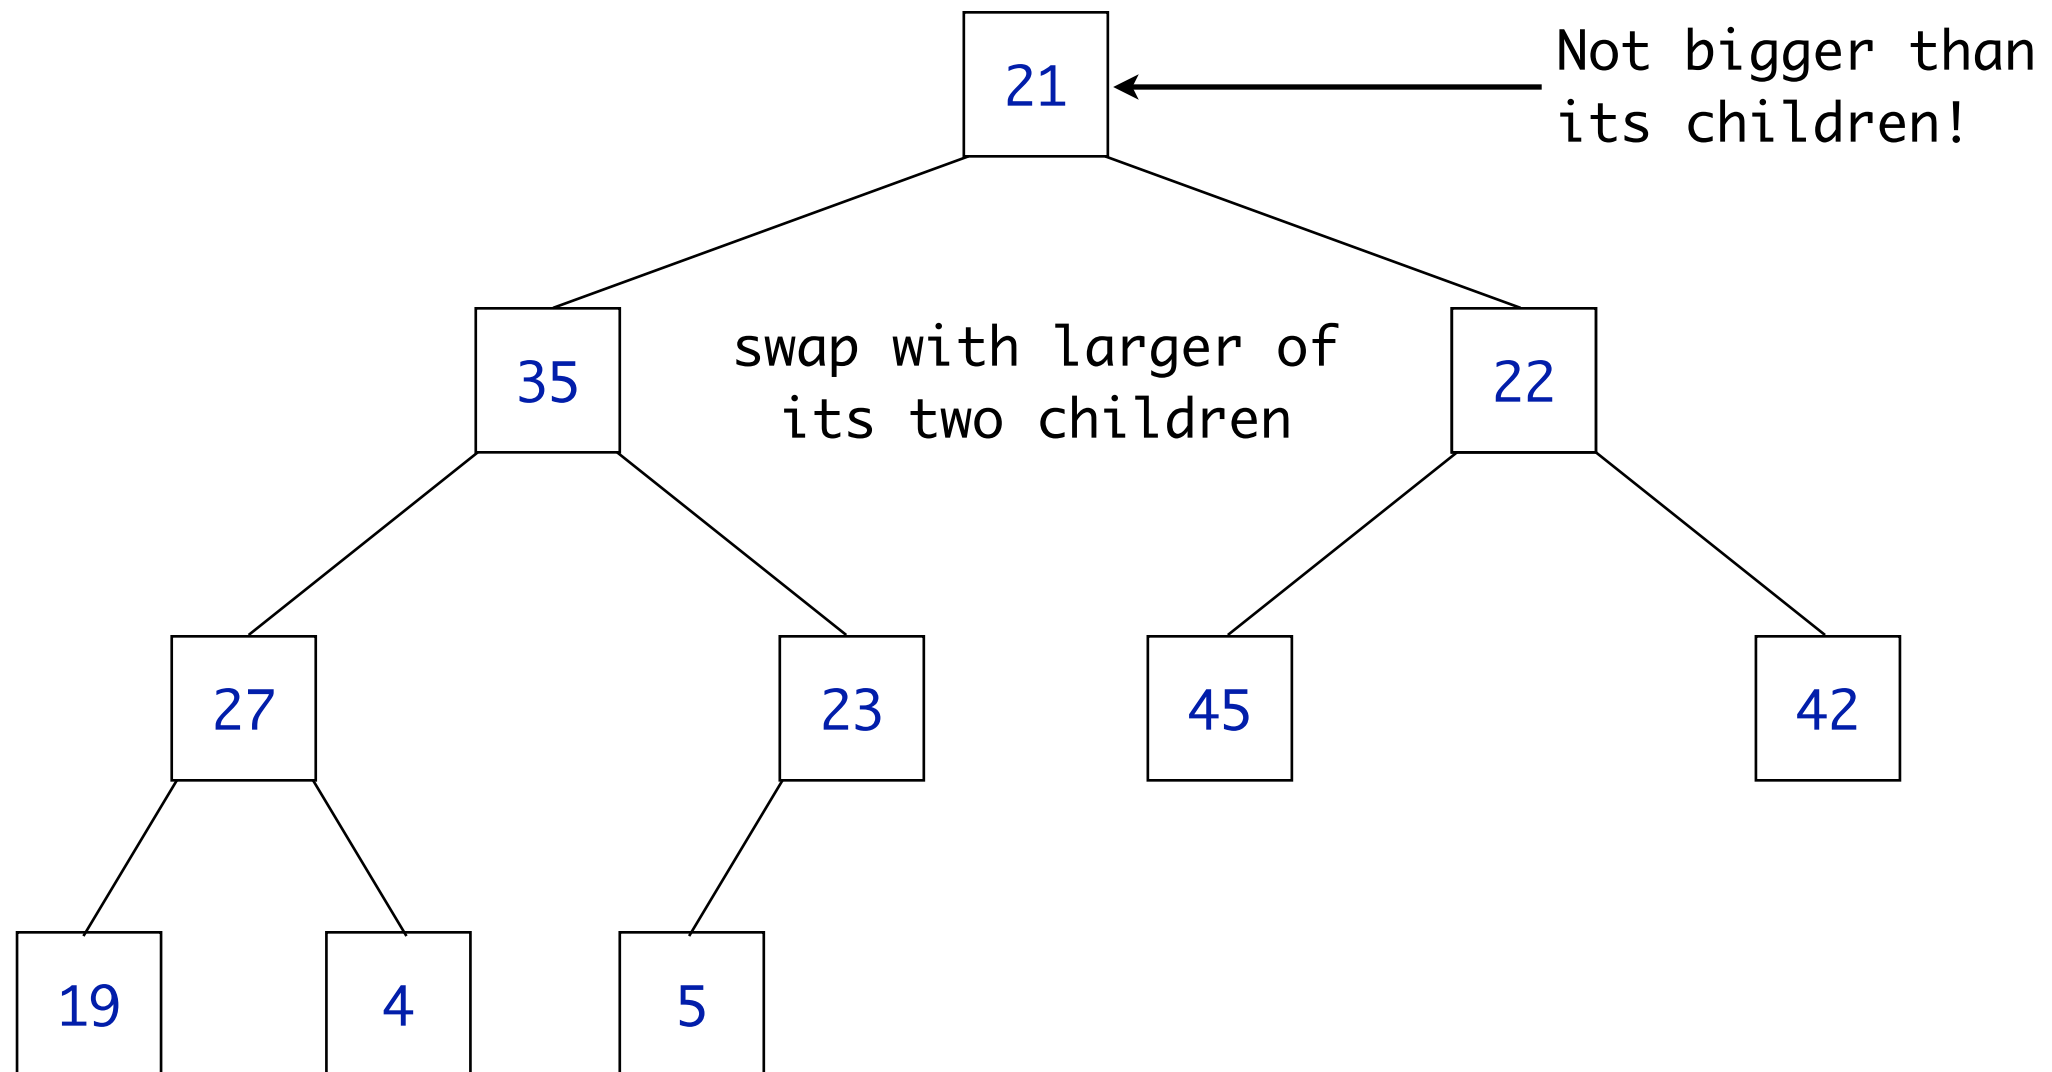 21
Not bigger than
its children!
35
swap with larger of
its two children
22
27
23
45
42
19
4
5